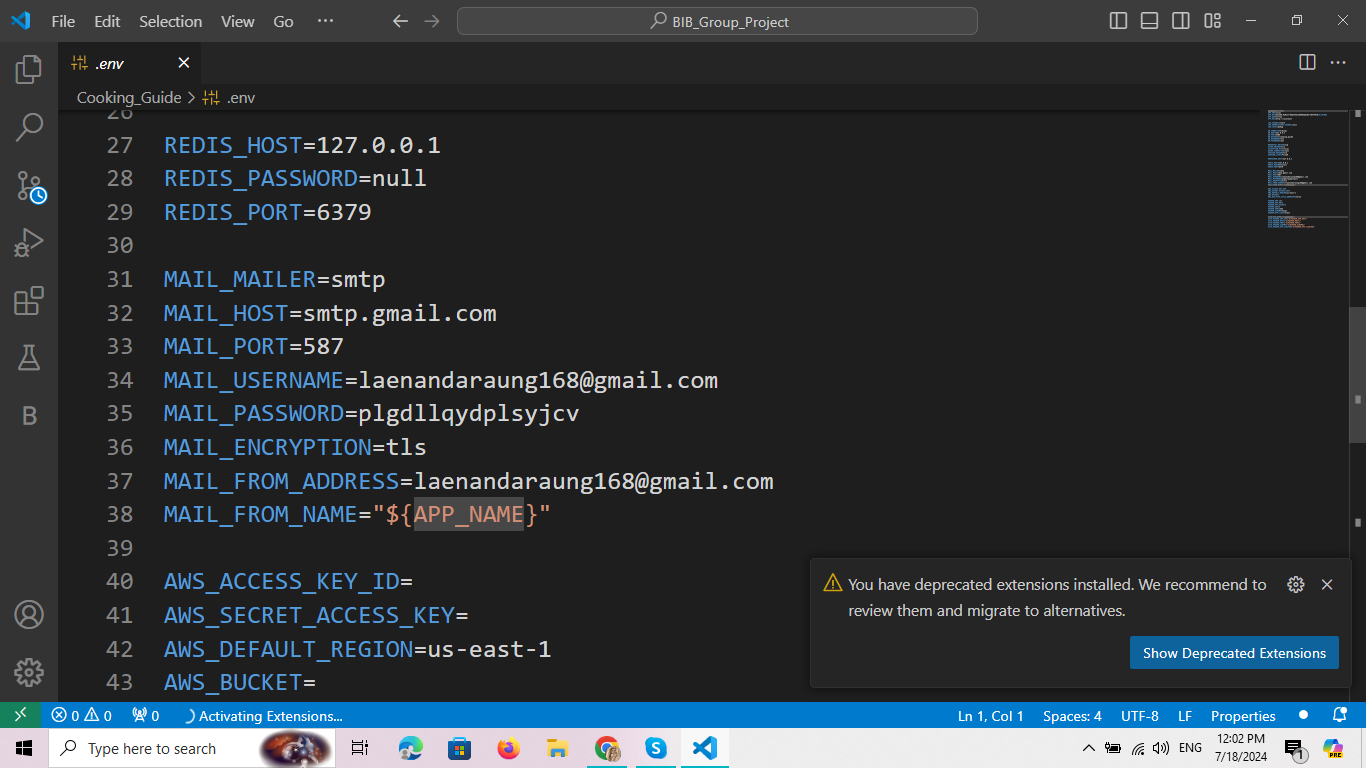 File Edit Selection View Go ··· BIB_Group_Project
.env
Cooking_Guide > .env
26
27 REDIS_HOST=127.0.0.1
28 REDIS_PASSWORD=null
29 REDIS_PORT=6379
30
31 MAIL_MAILER=smtp
32 MAIL_HOST=smtp.gmail.com
33 MAIL_PORT=587
34 MAIL_USERNAME=laenandaraung168@gmail.com
35 MAIL_PASSWORD=plgdllqydplsyjcv
36 MAIL_ENCRYPTION=tls
37 MAIL_FROM_ADDRESS=laenandaraung168@gmail.com
38 MAIL_FROM_NAME="${APP_NAME}"
39
40 AWS_ACCESS_KEY_ID=
41 AWS_SECRET_ACCESS_KEY=
42 AWS_DEFAULT_REGION=us-east-1
43 AWS_BUCKET=
B
You have deprecated extensions installed. We recommend to
review them and migrate to alternatives.
Show Deprecated Extensions
0 0 0 Activating Extensions... Ln 1, Col 1 Spaces: 4 UTF-8 LF Properties
Type here to search ENG 12:02 PM
7/18/2024 1 PRE